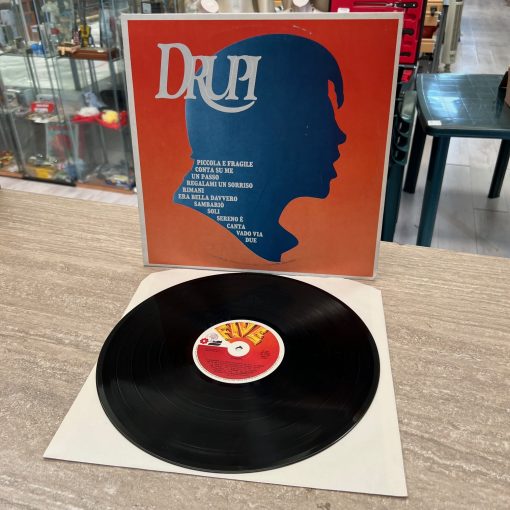 DRUPI
PICCOLA E FRAGILE
CONTA SU ME
UN PASSO
REGALAMI UN SORRISO
RIMANI
ERA BELLA DAVVERO
SAMBARIO
SOLI
SERENO È
CANTA
VADO VIA
DUE